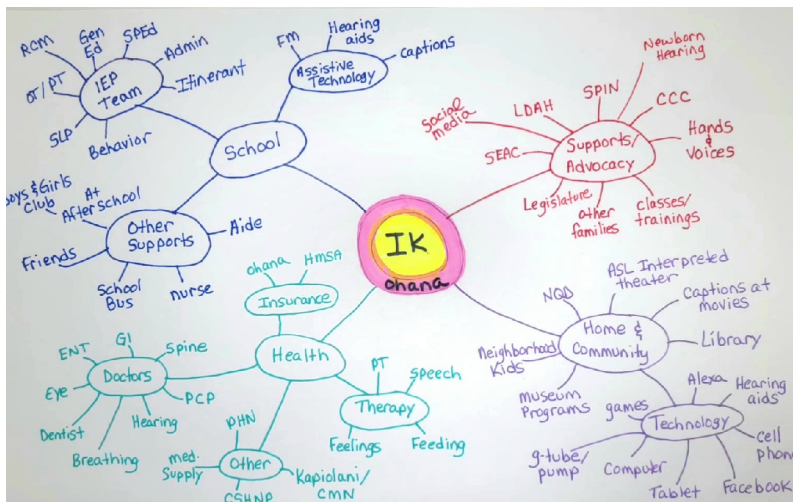 RCM
Gen
Ed
SPEd
Admin
Itinerant
OT/PT
IEP
Team
SLP
Behavior
FM
Hearing
aids
captions
Assistive
Technology
School
Boys & Girls
Club
A+
Afterschool
Other
Supports
Aide
Friends
School
Bus
nurse
Social
media
LDAH
SPIN
Newborn
Hearing
CCC
SEAC
Supports/
Advocacy
Hands
&
Voices
Legislature
other
families
classes/
trainings
IK
ohana
ohana
HMSA
Insurance
Health
ENT
GI
Spine
Doctors
Eye
PCP
Dentist
Hearing
Breathing
PT
Speech
Therapy
Feelings
Feeding
PHN
med.
Supply
Other
Kapiolani/
CMN
CSHNP
NQD
ASL Interpreted
theater
Captions at
movies
Home &
Community
Library
Neighborhood
Kids
museum
Programs
games
Alexa
Hearing
aids
Technology
g-tube/
pump
Computer
Tablet
Facebook
cell
phon